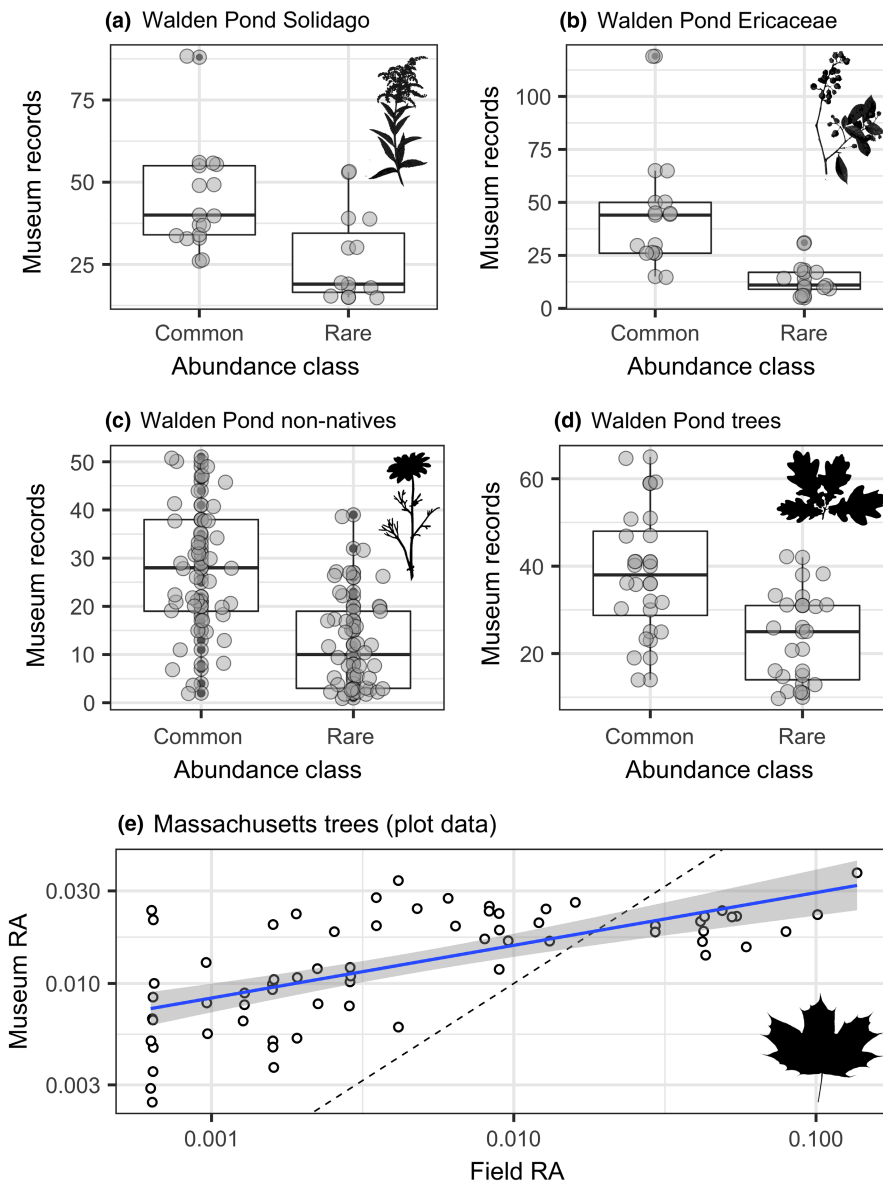 (a) Walden Pond Solidago
Museum records
75
50
25
Common Rare
Abundance class
(b) Walden Pond Ericaceae
Museum records
100
75
50
25
0
Common Rare
Abundance class
(c) Walden Pond non-natives
Museum records
50
40
30
20
10
0
Common Rare
Abundance class
(d) Walden Pond trees
Museum records
60
40
20
Common Rare
Abundance class
(e) Massachusetts trees (plot data)
Museum RA
0.030
0.010
0.003
0.001 0.010 0.100
Field RA